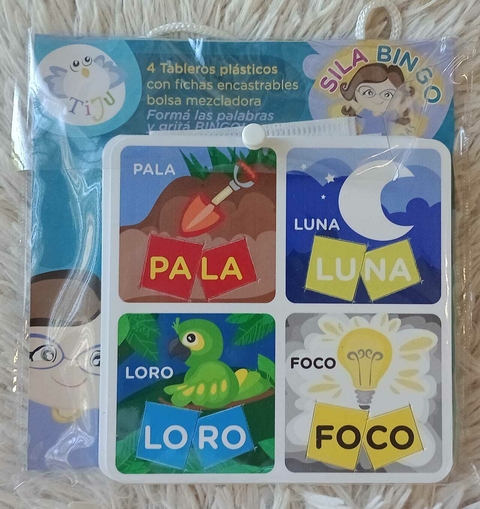 TiJu
4 Tableros plásticos
con fichas encastrables
bolsa mezcladora
Formá las palabras
y gritá BINGO
SILA BINGO
PALA
PA LA
LUNA
LU NA
LORO
LO RO
FOCO
FO CO